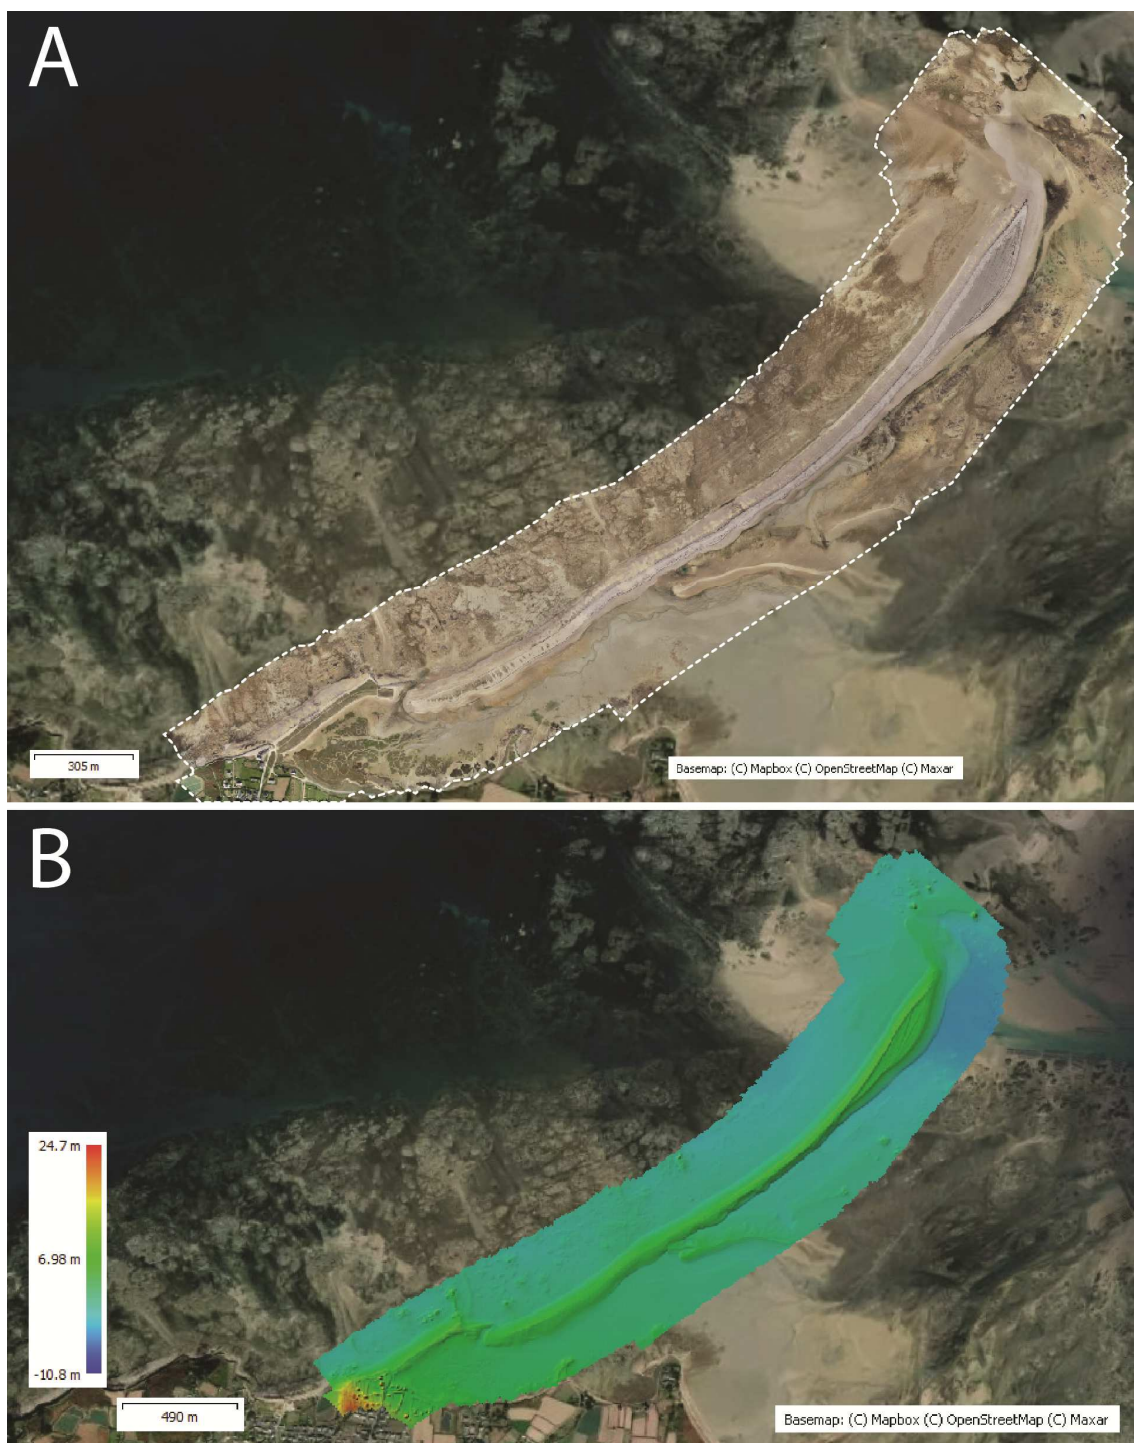 A
305 m
Basemap: (C) Mapbox (C) OpenStreetMap (C) Maxar
B
24.7 m
6.98 m
-10.8 m
490 m
Basemap: (C) Mapbox (C) OpenStreetMap (C) Maxar